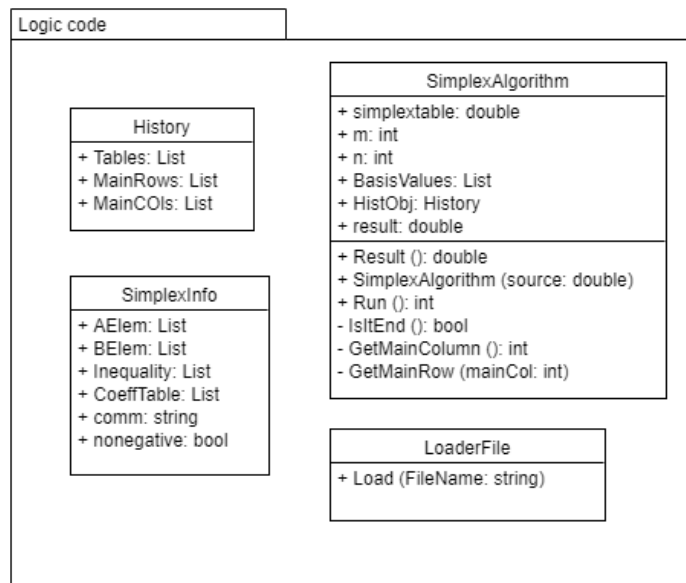 Logic code
History
+ Tables: List
+ MainRows: List
+ MainCOls: List
SimplexInfo
+ AElem: List
+ BElem: List
+ Inequality: List
+ CoeffTable: List
+ comm: string
+ nonegative: bool
SimplexAlgorithm
+ simplextable: double
+ m: int
+ n: int
+ BasisValues: List
+ HistObj: History
+ result: double
+ Result (): double
+ SimplexAlgorithm (source: double)
+ Run (): int
- IsItEnd (): bool
- GetMainColumn (): int
- GetMainRow (mainCol: int)
LoaderFile
+ Load (FileName: string)